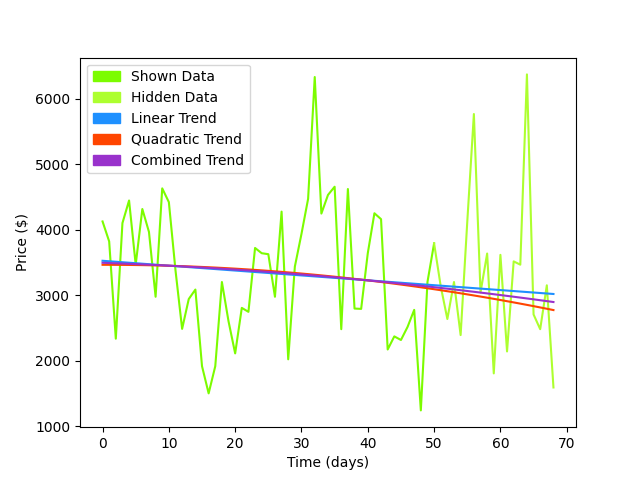 Shown Data
Hidden Data
Linear Trend
Quadratic Trend
Combined Trend
Price ($)
6000
5000
4000
3000
2000
1000
0 10 20 30 40 50 60 70
Time (days)